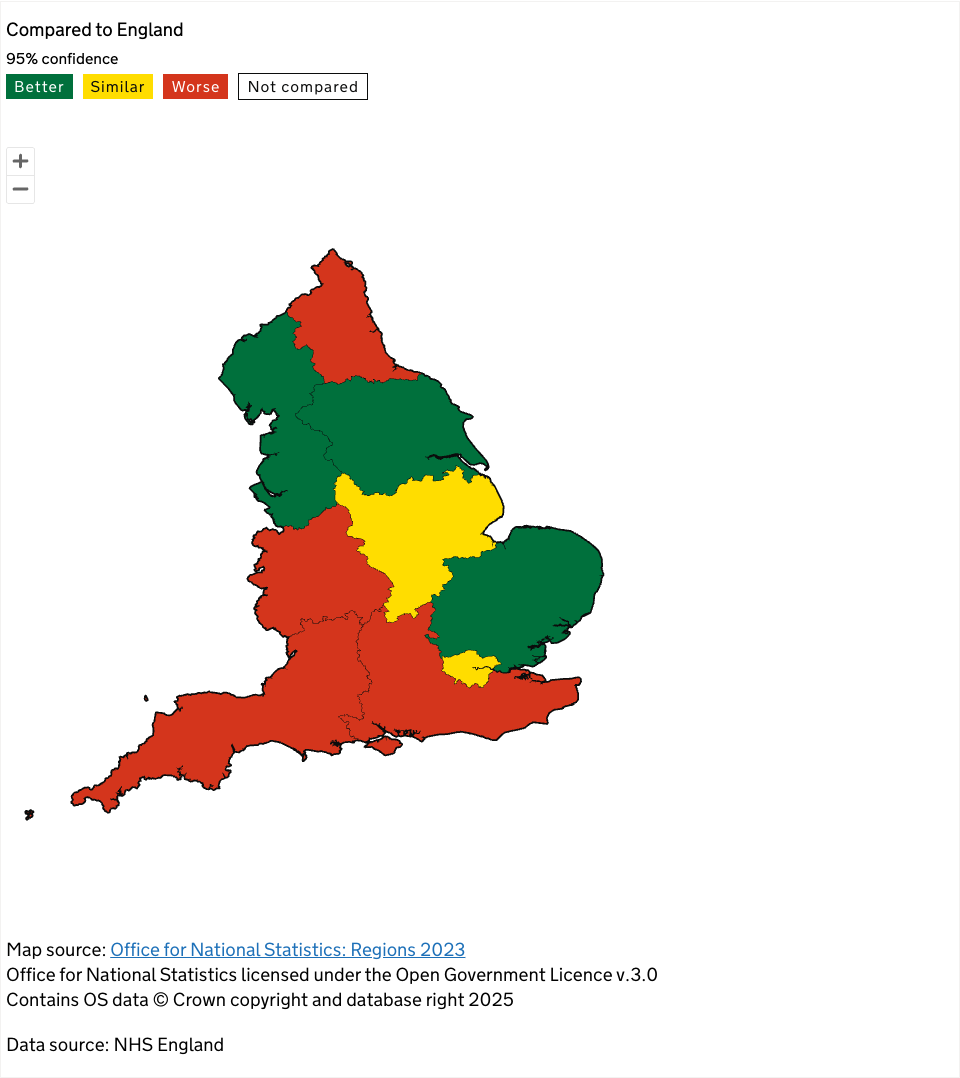 Compared to England
95% confidence
Better Similar Worse Not compared
+
−
Map source: Office for National Statistics: Regions 2023
Office for National Statistics licensed under the Open Government Licence v.3.0
Contains OS data © Crown copyright and database right 2025
Data source: NHS England